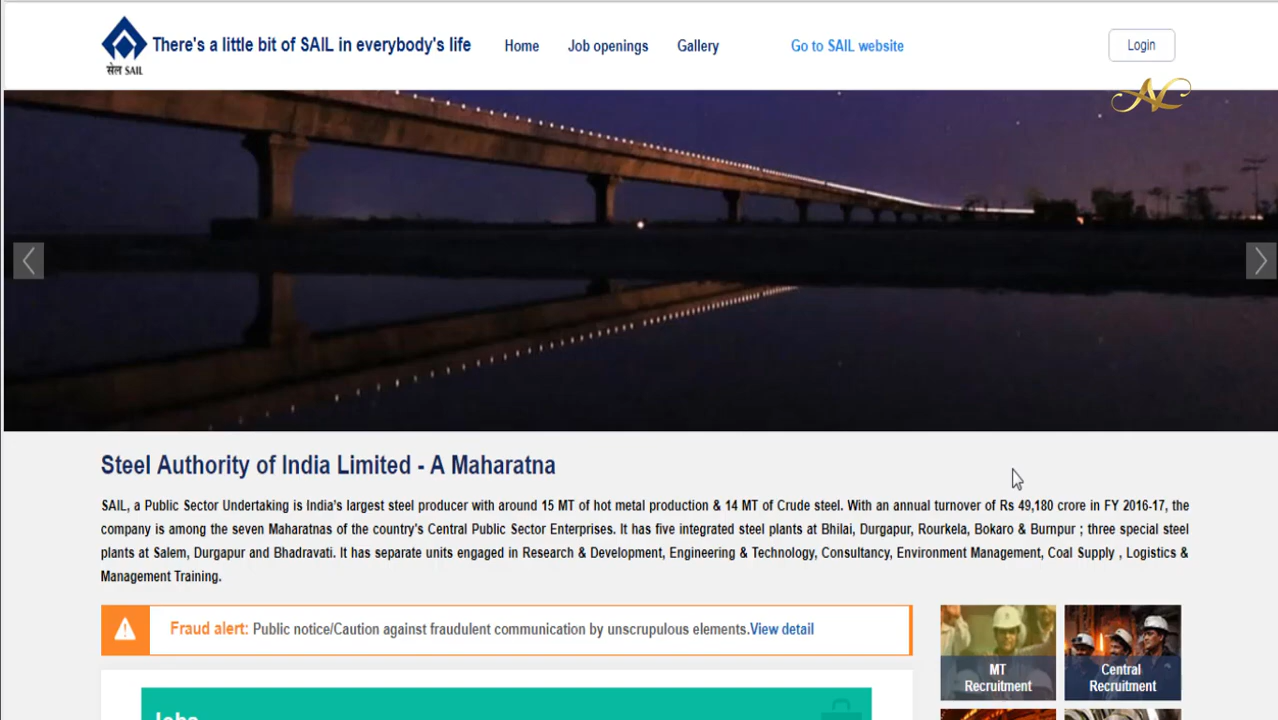 There's a little bit of SAIL in everybody's life
Home
Job openings
Gallery
Go to SAIL website
Login
सेल SAIL
AC
Steel Authority of India Limited - A Maharatna
SAIL, a Public Sector Undertaking is India's largest steel producer with around 15 MT of hot metal production & 14 MT of Crude steel. With an annual turnover of Rs 49,180 crore in FY 2016-17, the
company is among the seven Maharatnas of the country's Central Public Sector Enterprises. It has five integrated steel plants at Bhilai, Durgapur, Rourkela, Bokaro & Burnpur ; three special steel
plants at Salem, Durgapur and Bhadravati. It has separate units engaged in Research & Development, Engineering & Technology, Consultancy, Environment Management, Coal Supply , Logistics &
Management Training.
Fraud alert: Public notice/Caution against fraudulent communication by unscrupulous elements.View detail
MT
Recruitment
Central
Recruitment
Jobs